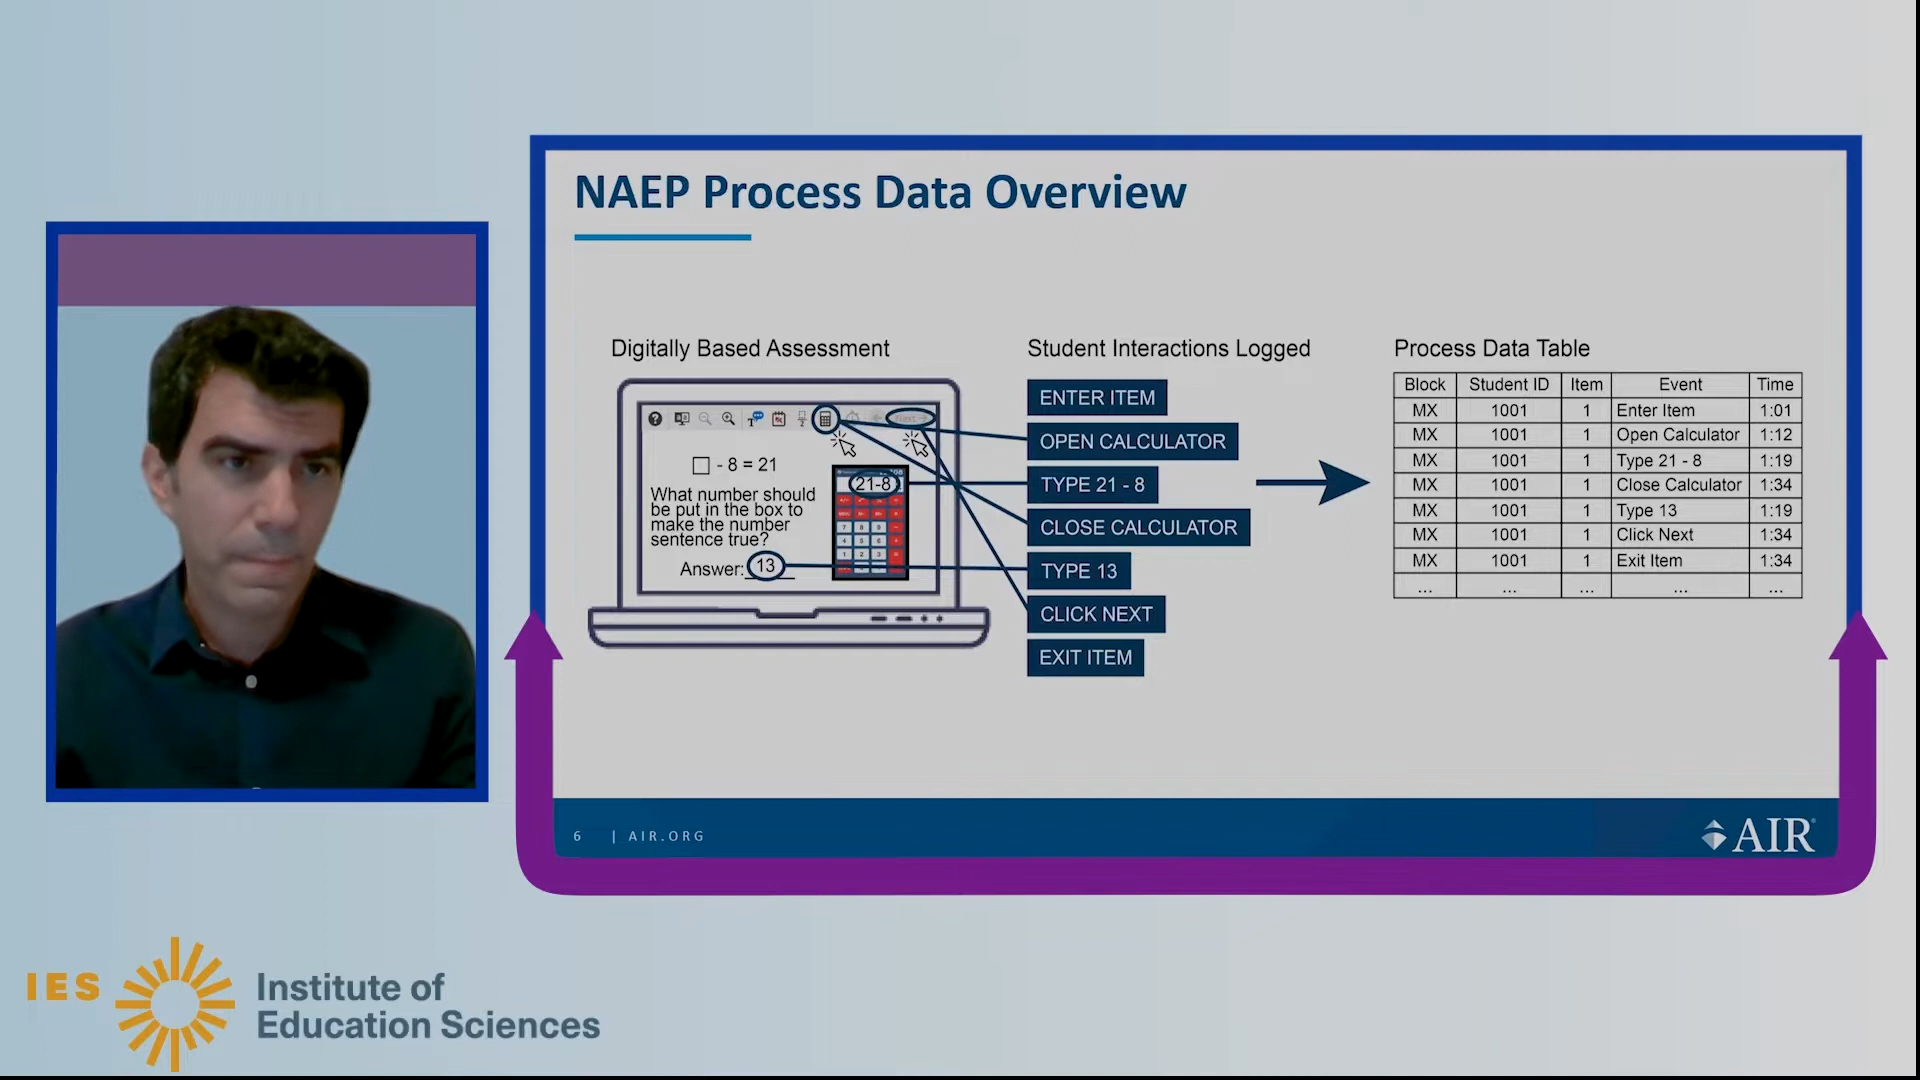 NAEP Process Data Overview
Digitally Based Assessment
- 8 = 21
What number should
be put in the box to
make the number
sentence true?
Answer: 13
21-8
Student Interactions Logged
ENTER ITEM
OPEN CALCULATOR
TYPE 21 - 8
CLOSE CALCULATOR
TYPE 13
CLICK NEXT
EXIT ITEM
Process Data Table
Block Student ID Item Event Time
MX 1001 1 Enter Item 1:01
MX 1001 1 Open Calculator 1:12
MX 1001 1 Type 21 - 8 1:19
MX 1001 1 Close Calculator 1:34
MX 1001 1 Type 13 1:19
MX 1001 1 Click Next 1:34
MX 1001 1 Exit Item 1:34
... ... ... ... ...
6 | AIR.ORG
AIR
IES
Institute of
Education Sciences